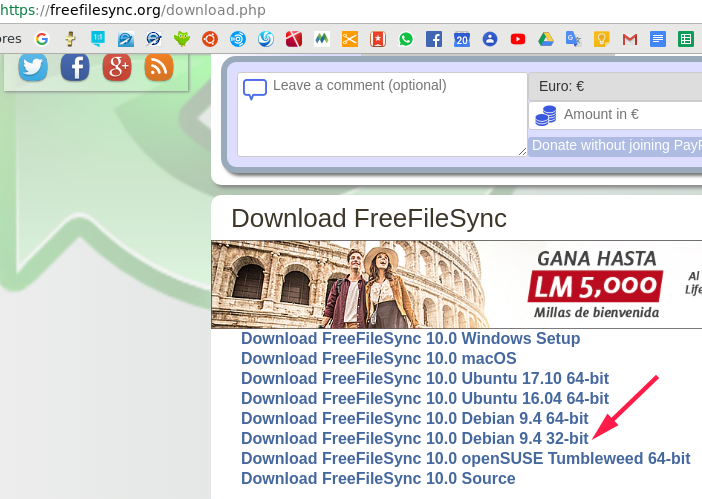 https://freefilesync.org/download.php
ores
1:1
20
Leave a comment (optional)
Euro: €
Amount in €
Donate without joining PayP
Download FreeFileSync
GANA HASTA
LM 5,000
Millas de bienvenida
Al
Life
Download FreeFileSync 10.0 Windows Setup
Download FreeFileSync 10.0 macOS
Download FreeFileSync 10.0 Ubuntu 17.10 64-bit
Download FreeFileSync 10.0 Ubuntu 16.04 64-bit
Download FreeFileSync 10.0 Debian 9.4 64-bit
Download FreeFileSync 10.0 Debian 9.4 32-bit
Download FreeFileSync 10.0 openSUSE Tumbleweed 64-bit
Download FreeFileSync 10.0 Source